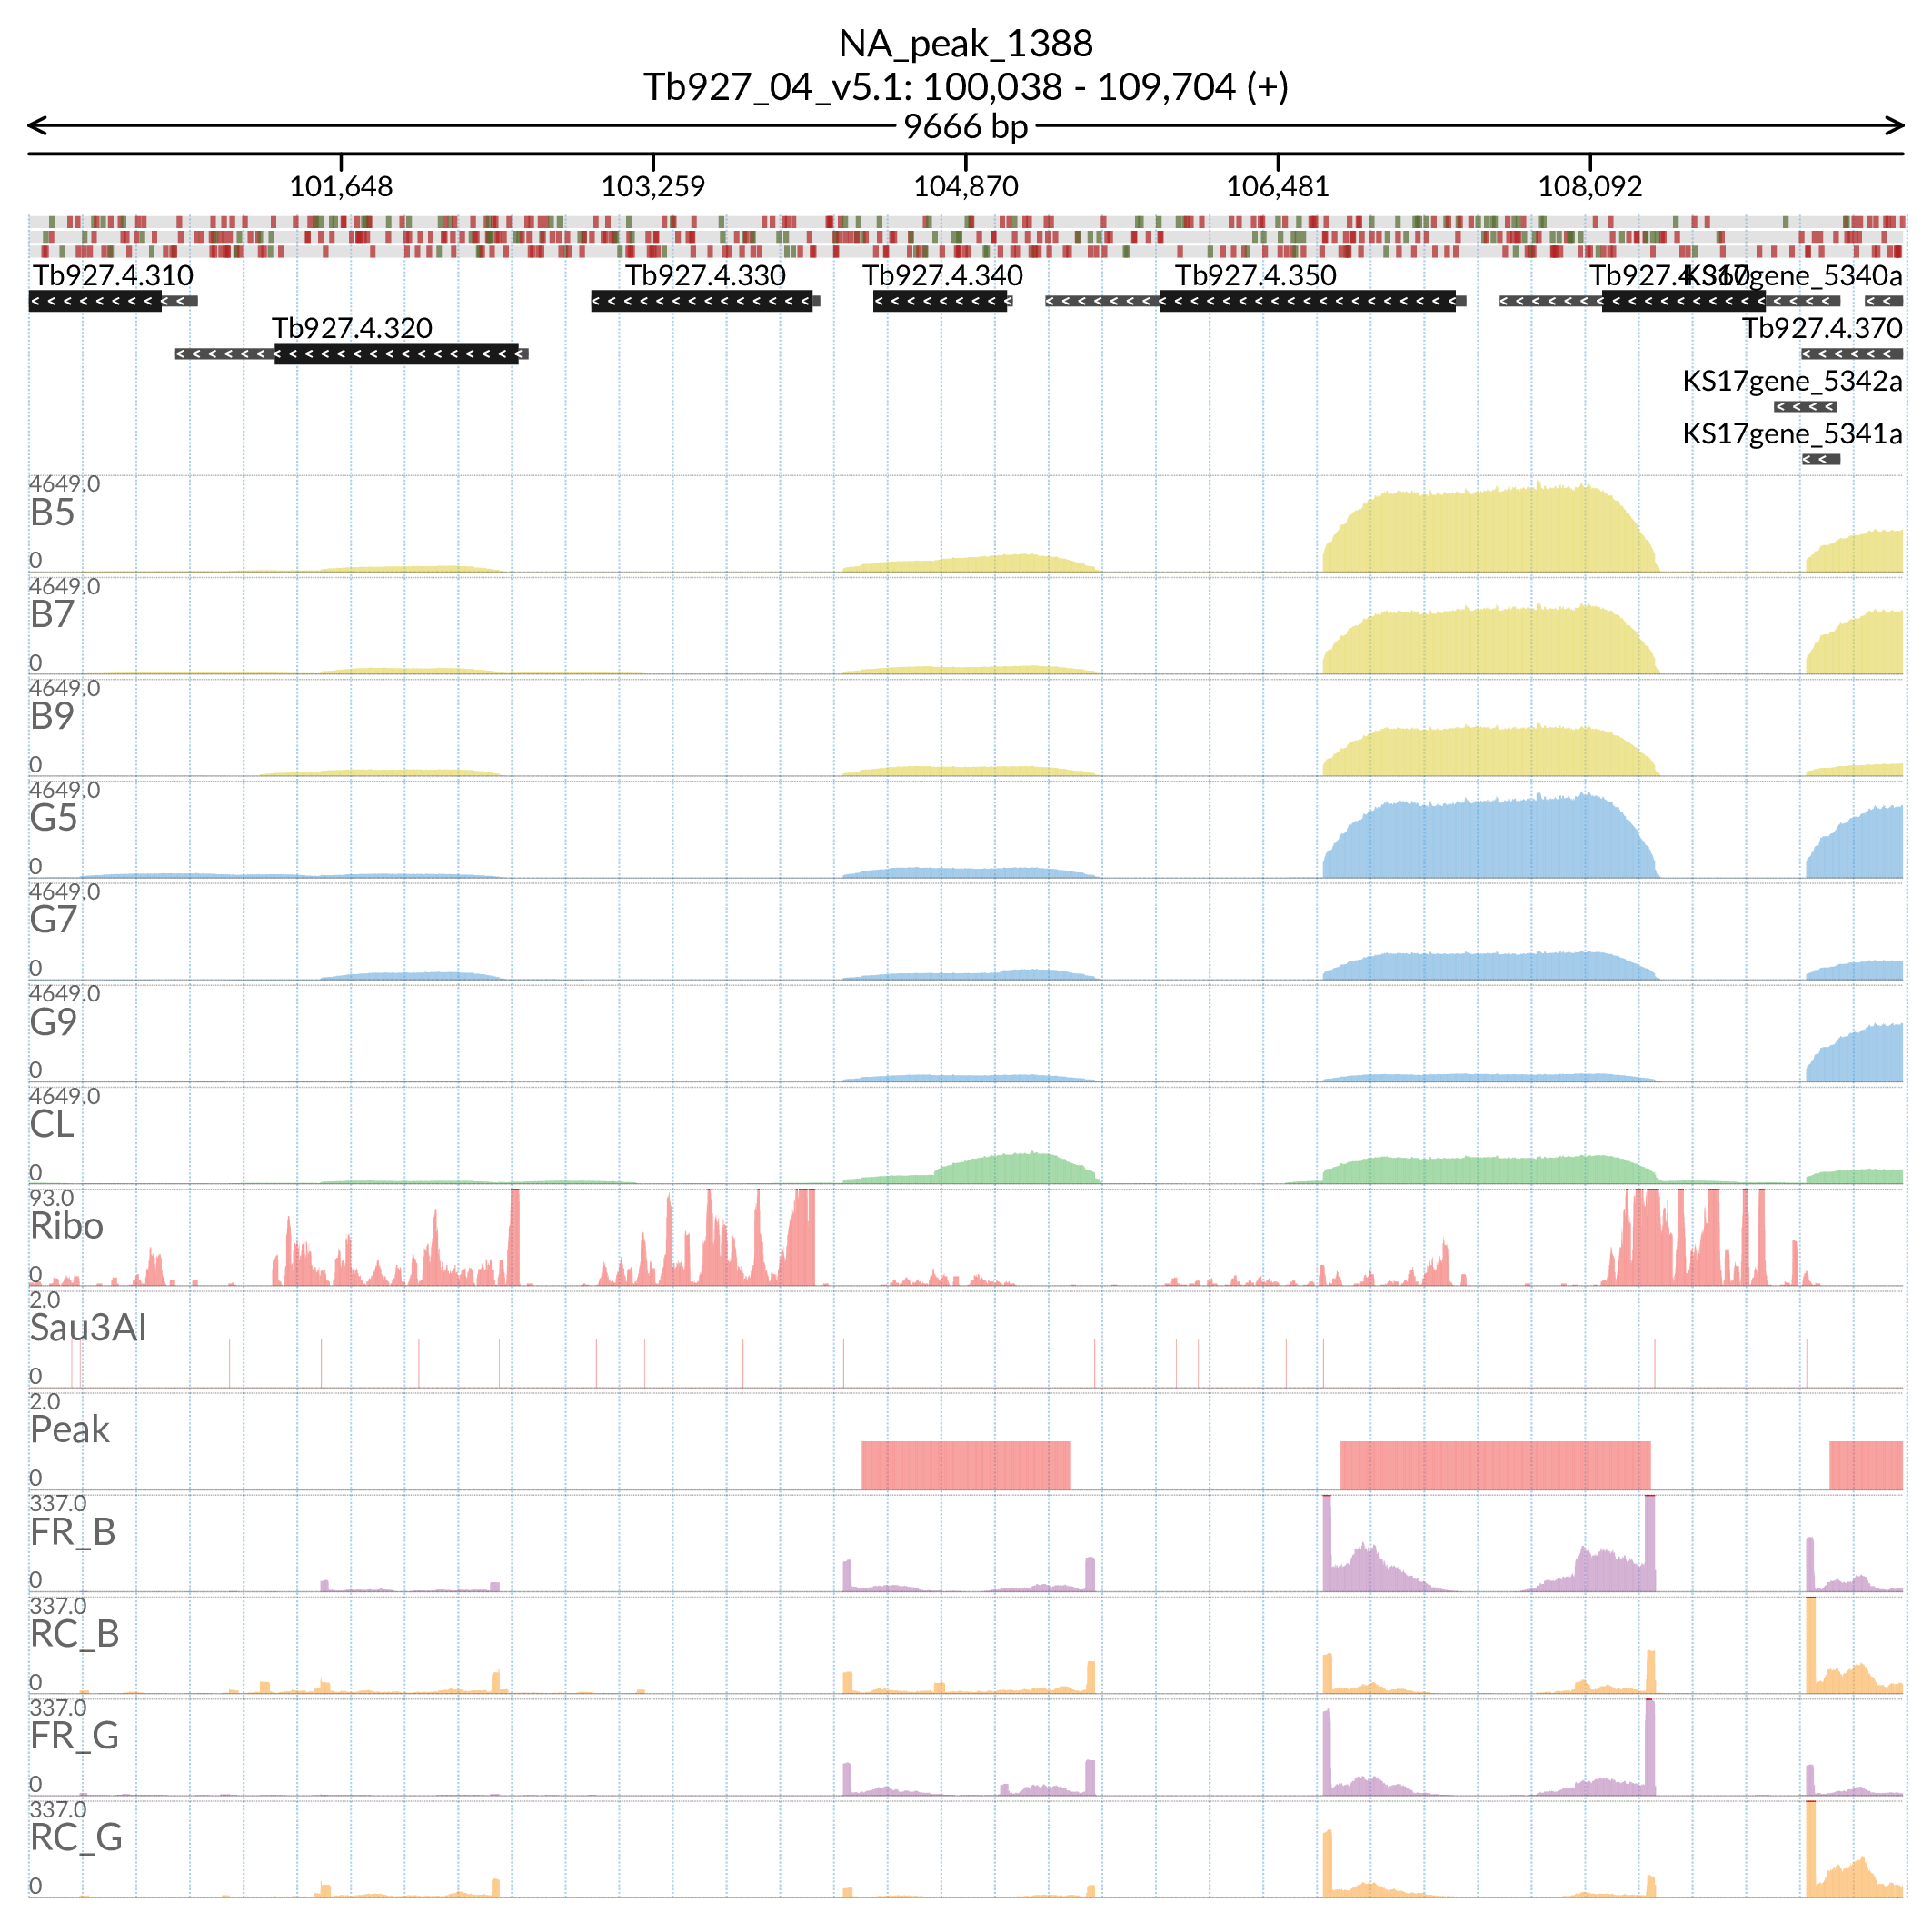 NA_peak_1388
Tb927_04_v5.1: 100,038 - 109,704 (+)
9666 bp
101,648 103,259 104,870 106,481 108,092
Tb927.4.310 Tb927.4.330 Tb927.4.340 Tb927.4.350 Tb927.4.360 KS17gene_5340a
Tb927.4.320 Tb927.4.370
KS17gene_5342a
KS17gene_5341a
4649.0
B5
0
4649.0
B7
0
4649.0
B9
0
4649.0
G5
0
4649.0
G7
0
4649.0
G9
0
4649.0
CL
0
93.0
Ribo
0
2.0
Sau3AI
0
2.0
Peak
0
337.0
FR_B
0
337.0
RC_B
0
337.0
FR_G
0
337.0
RC_G
0